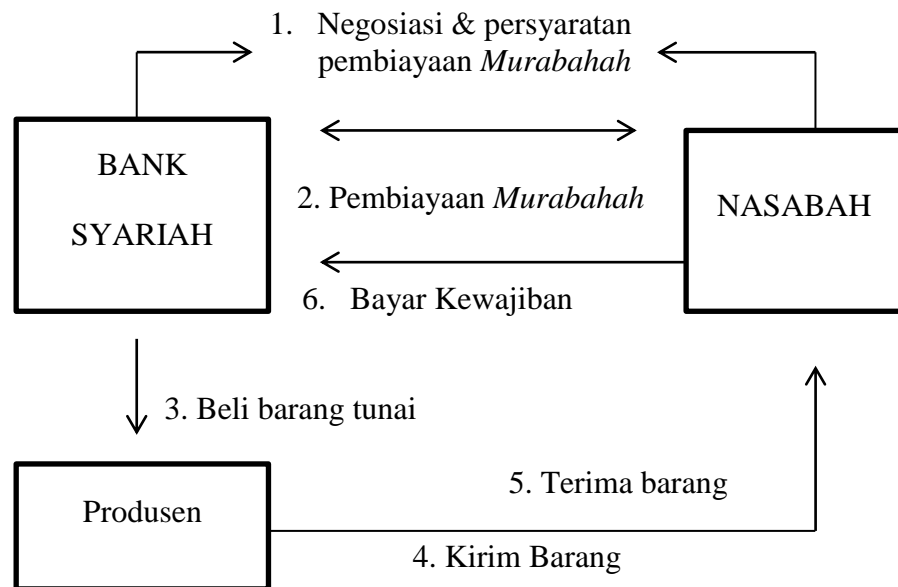 1. Negosiasi & persyaratan
pembiayaan Murabahah
BANK
SYARIAH
2. Pembiayaan Murabahah
NASABAH
6. Bayar Kewajiban
3. Beli barang tunai
Produsen
5. Terima barang
4. Kirim Barang